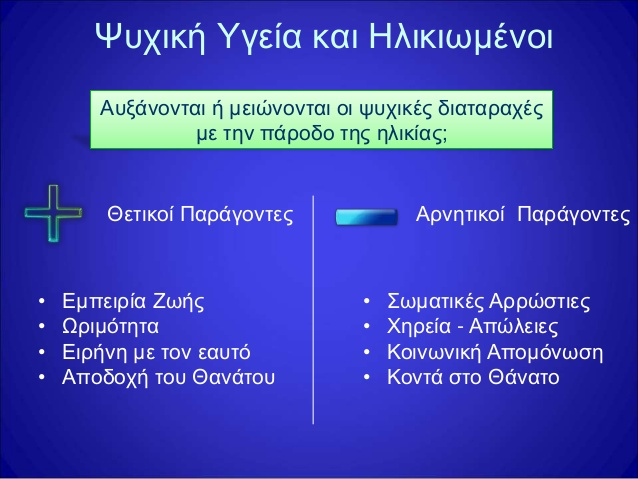 Ψυχική Υγεία και Ηλικιωμένοι
Αυξάνονται ή μειώνονται οι ψυχικές διαταραχές
με την πάροδο της ηλικίας;
Θετικοί Παράγοντες
• Εμπειρία Ζωής
• Ωριμότητα
• Ειρήνη με τον εαυτό
• Αποδοχή του Θανάτου
Αρνητικοί Παράγοντες
• Σωματικές Αρρώστιες
• Χηρεία - Απώλειες
• Κοινωνική Απομόνωση
• Κοντά στο Θάνατο